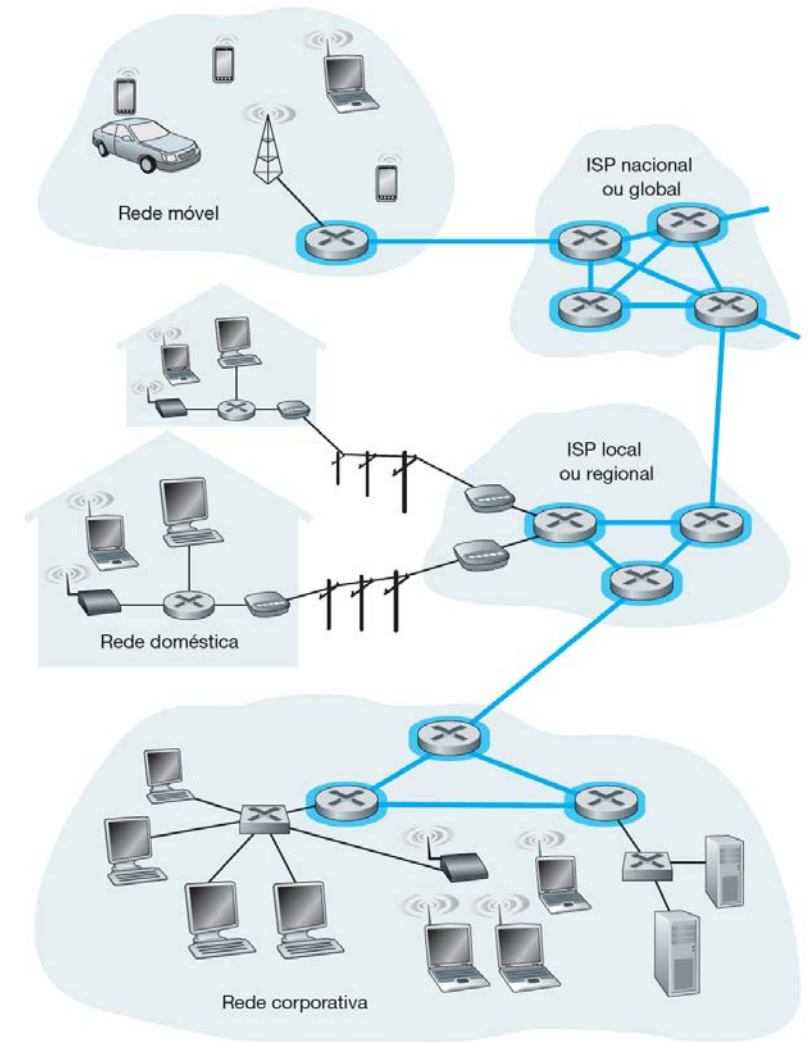 Rede móvel
ISP nacional
ou global
ISP local
ou regional
Rede doméstica
Rede corporativa